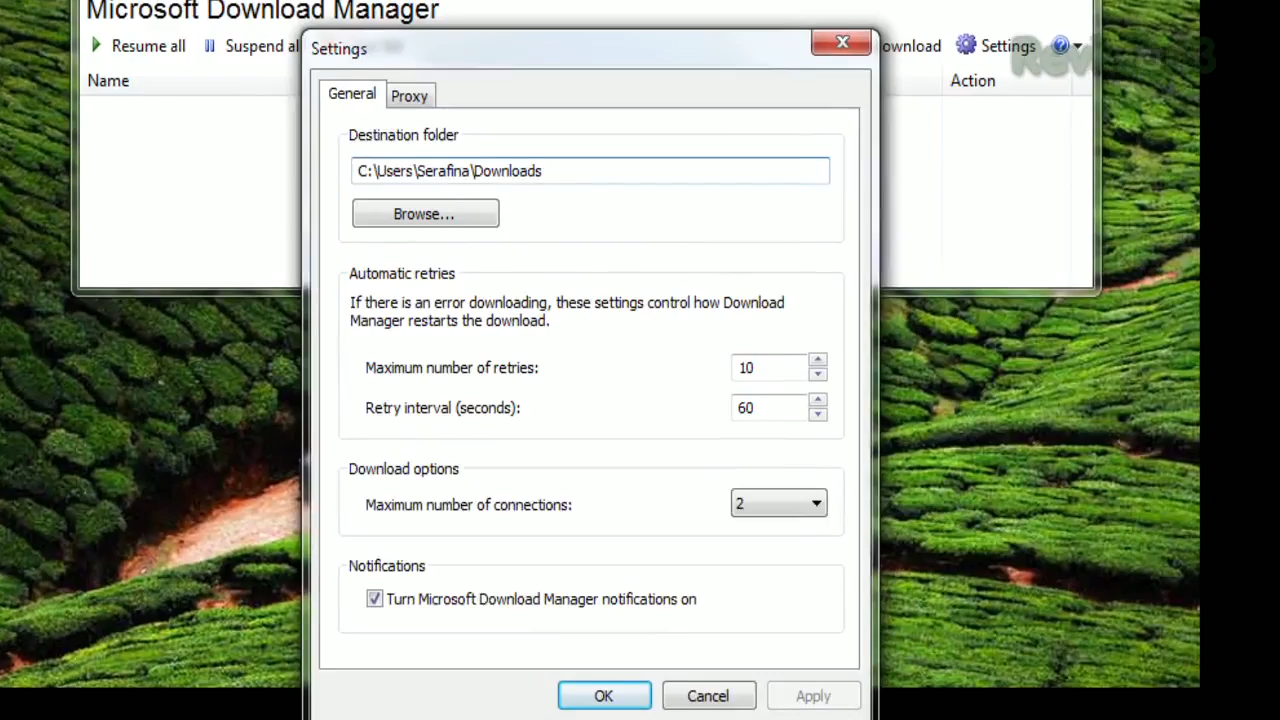 Microsoft Download Manager
Resume all
Suspend al
ownload
Settings
Name
Action
Settings
General
Proxy
Destination folder
C:\Users\Serafina\Downloads
Browse...
Automatic retries
If there is an error downloading, these settings control how Download
Manager restarts the download.
Maximum number of retries:
10
Retry interval (seconds):
60
Download options
Maximum number of connections:
2
Notifications
Turn Microsoft Download Manager notifications on
OK
Cancel
Apply